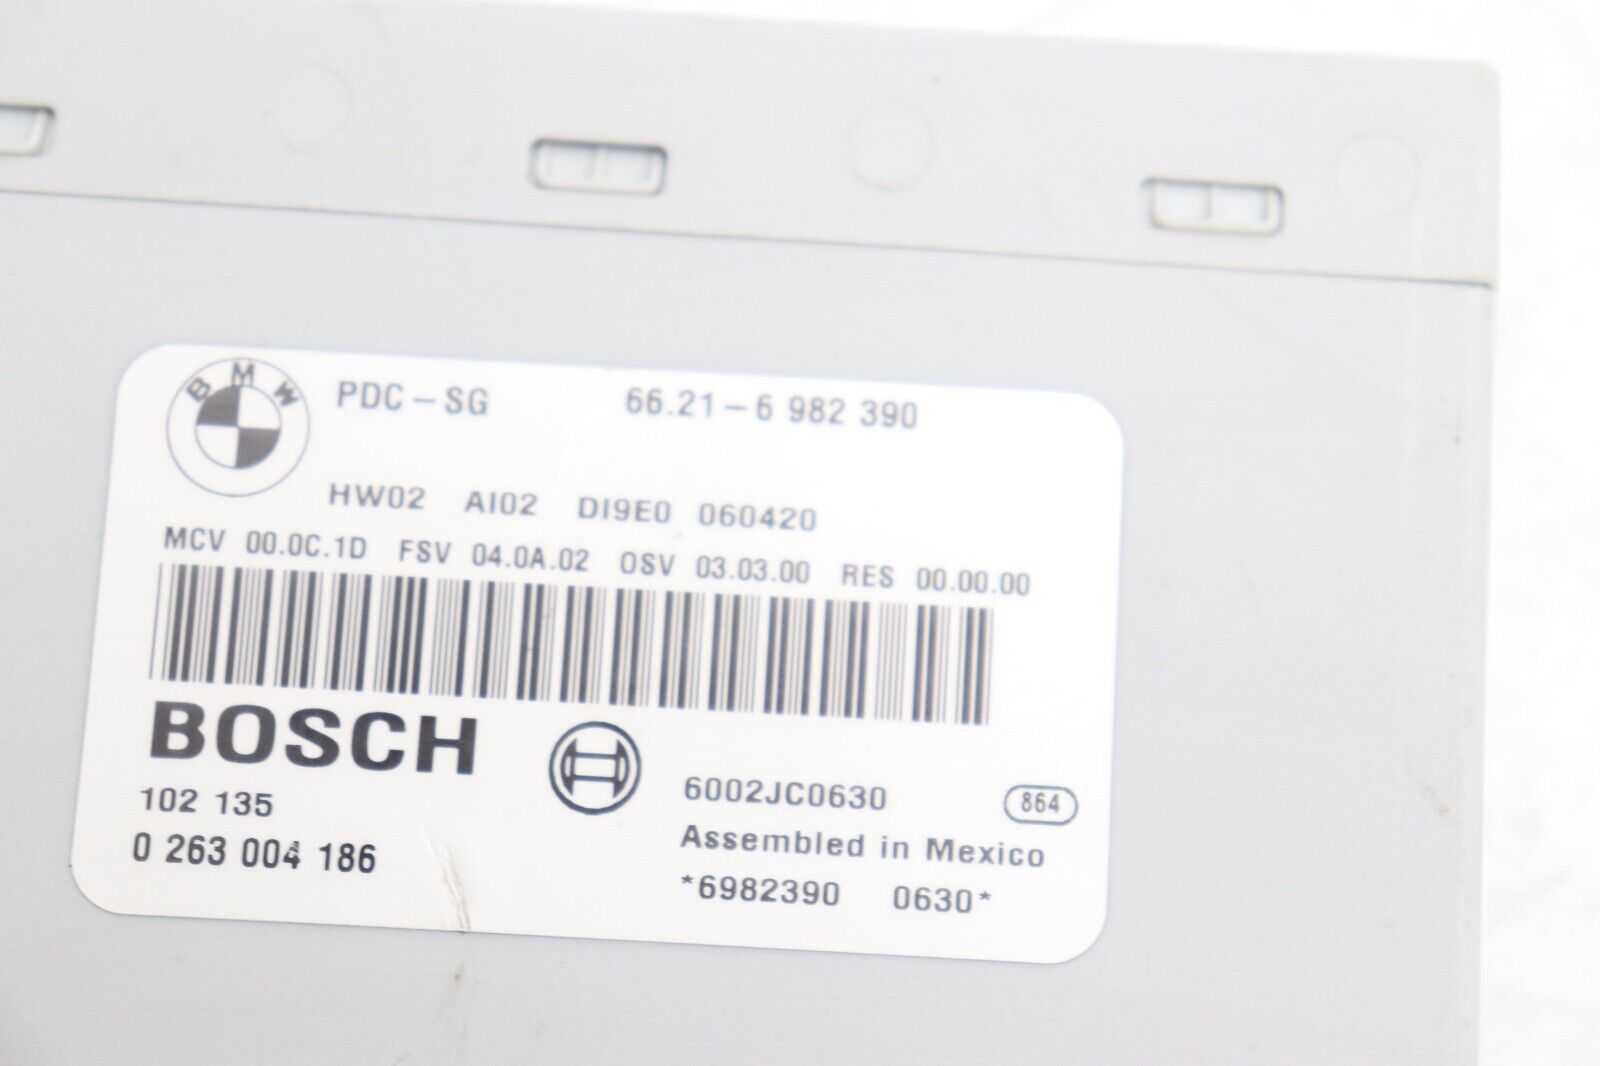 BMW
PDC-SG 66.21-6 982 390
HW02 AI02 DI9E0 060420
MCV 00.0C.1D FSV 04.0A.02 OSV 03.03.00 RES 00.00.00
BOSCH
102 135
0 263 004 186
6002JC0630 864
Assembled in Mexico
*6982390 0630*